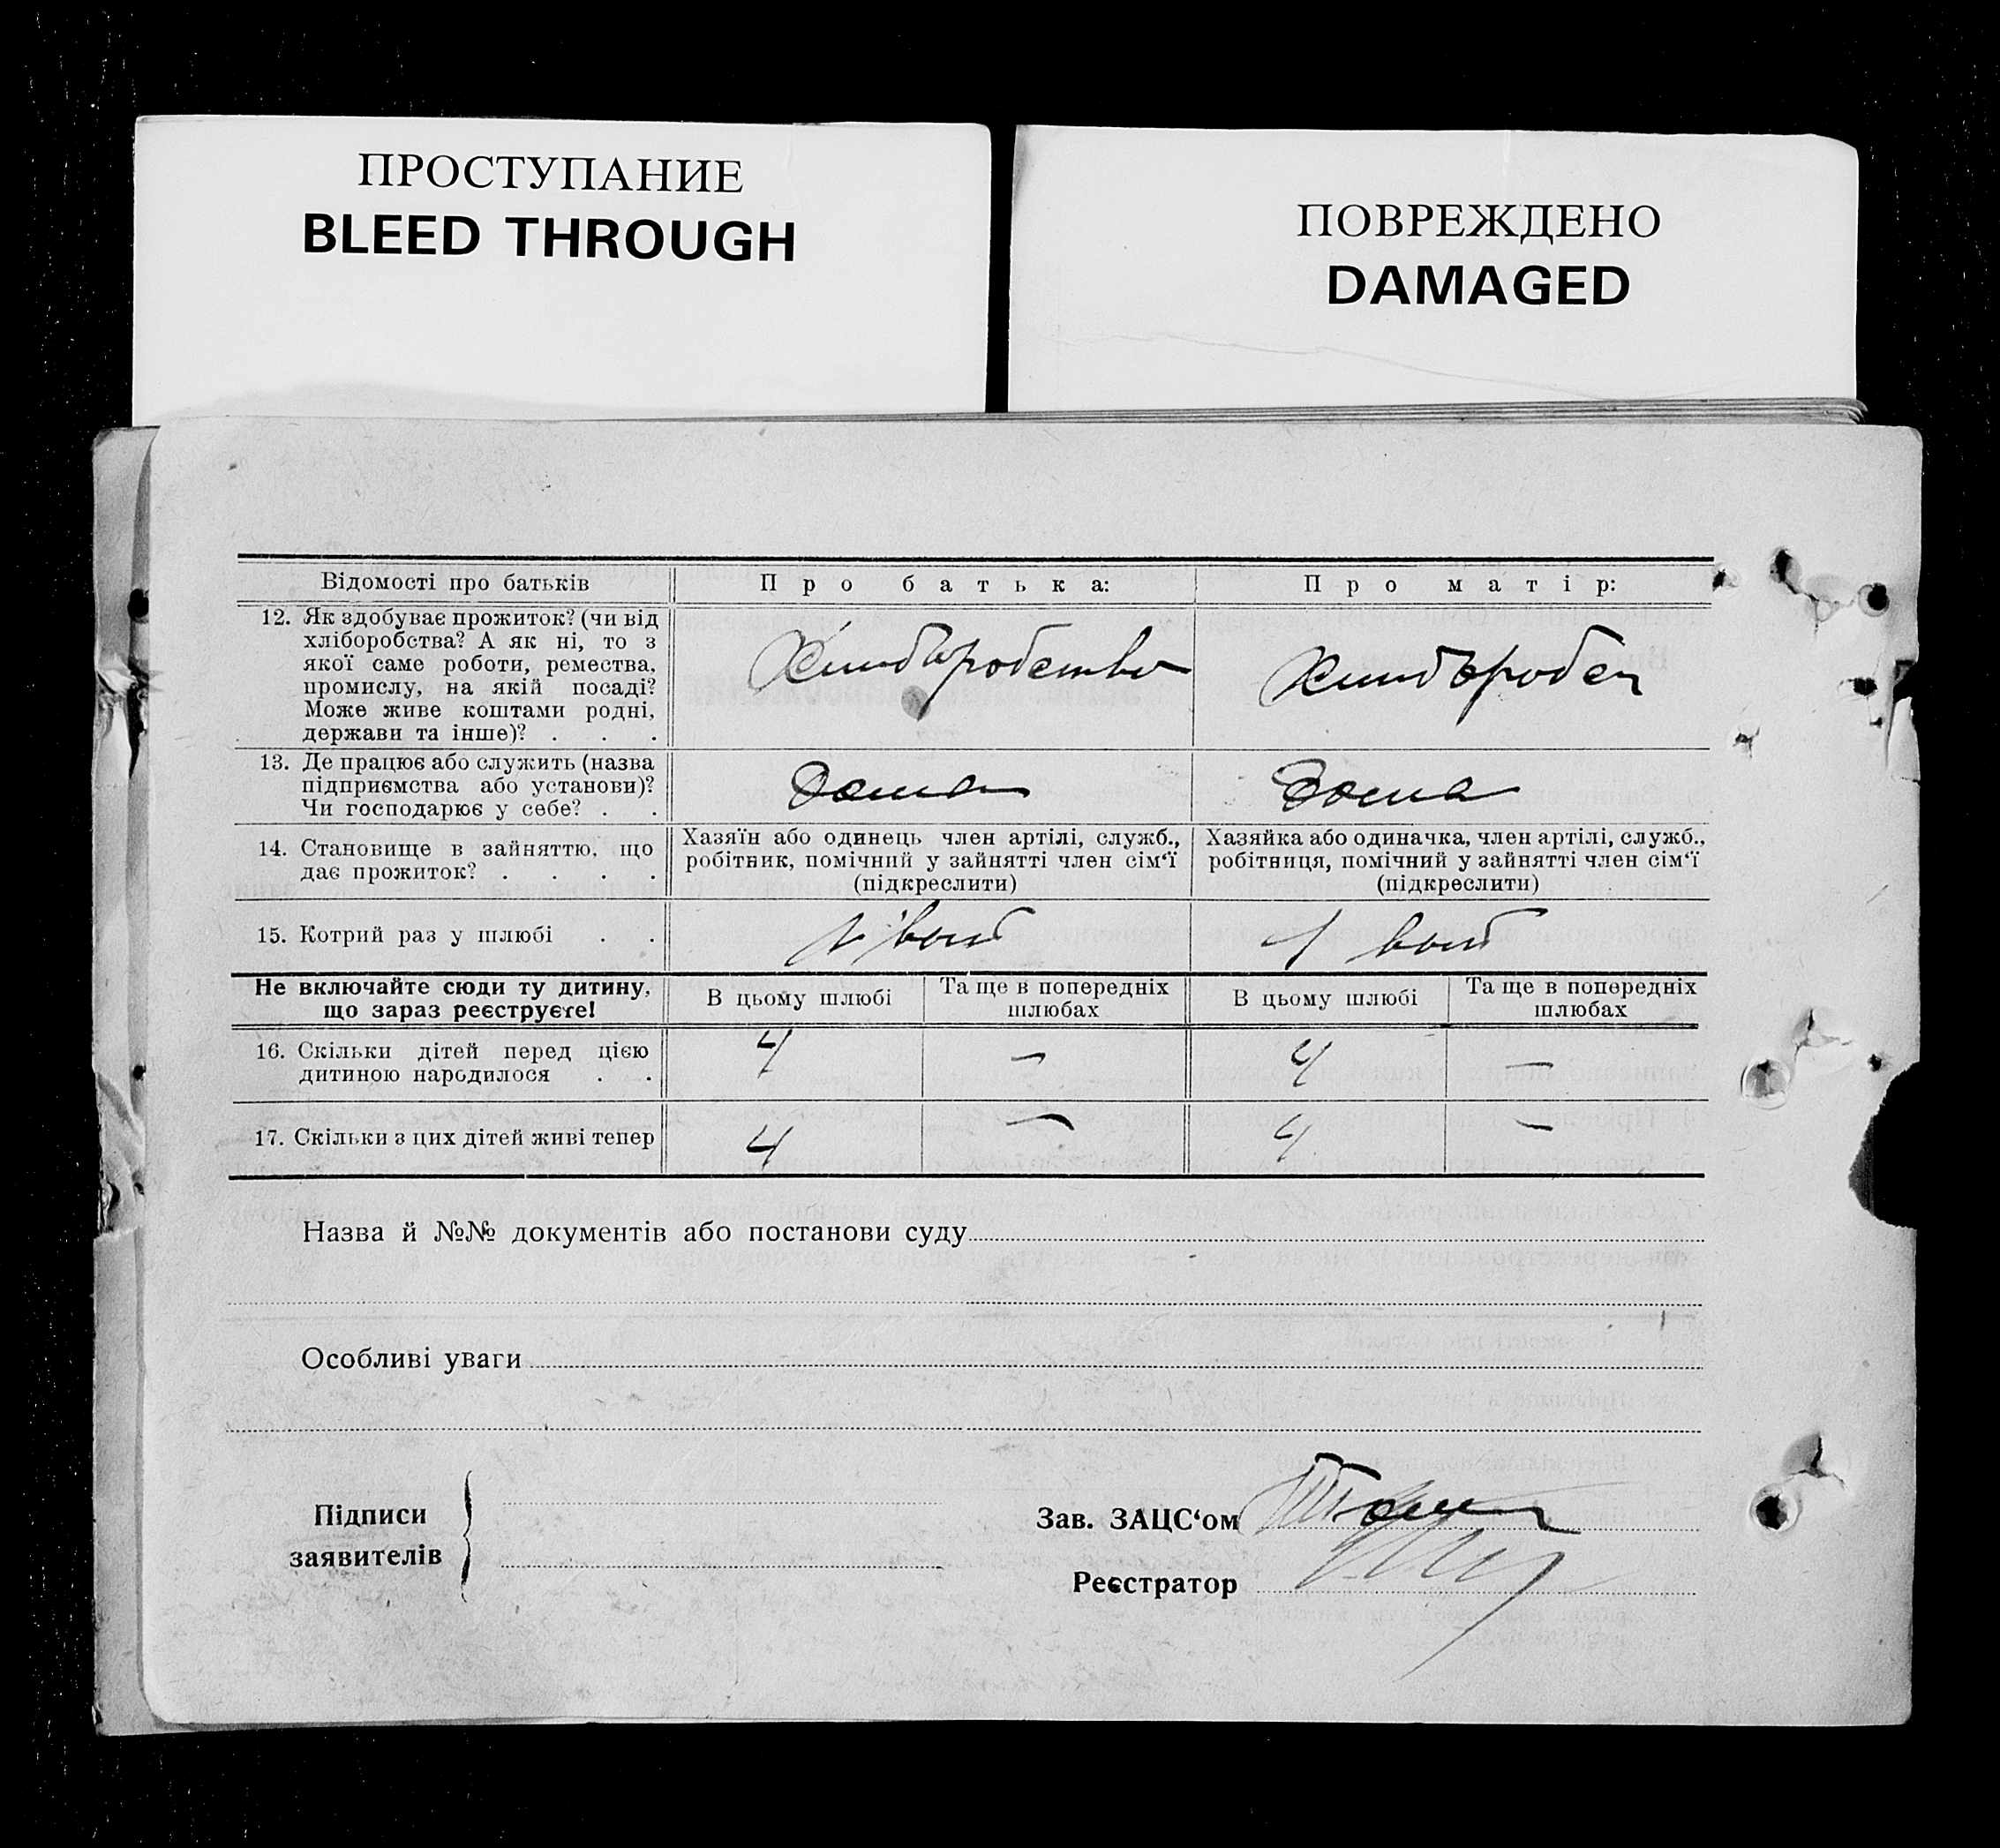 ПРОСТУПАНИЕ
BLEED THROUGH
ПОВРЕЖДЕНО
DAMAGED
Відомості про батьків
Про батька:
Про матір:
12. Як здобуває прожиток? (чи від
хліборобства? А як ні, то з
якої саме роботи, ремества,
промислу, на якій посаді?
Може живе коштами родні,
держави та інше)? . . .
13. Де працює або служить (назва
підприємства або установи)?
Чи господарює у себе? . .
Дома
Дома
14. Становище в зайняттю, що
дає прожиток? . . . .
Хазяїн або одинець член артілі, служб.,
робітник, помічний у зайнятті член сім'ї
(підкреслити)
Хазяйка або одиначка, член артілі, служб.,
робітниця, помічний у зайнятті член сім'ї
(підкреслити)
15. Котрий раз у шлюбі . .
1
1
Не включайте сюди ту дитину,
що зараз реєструєте!
В цьому шлюбі
Та ще в попередніх
шлюбах
В цьому шлюбі
Та ще в попередніх
шлюбах
16. Скільки дітей перед цією
дитиною народилося . .
4 — 4 —
17. Скільки з цих дітей живі тепер
4 — 4 —
Назва й №№ документів або постанови суду
Особливі уваги
Підписи
заявителів
Зав. ЗАЦС'ом
Реєстратор